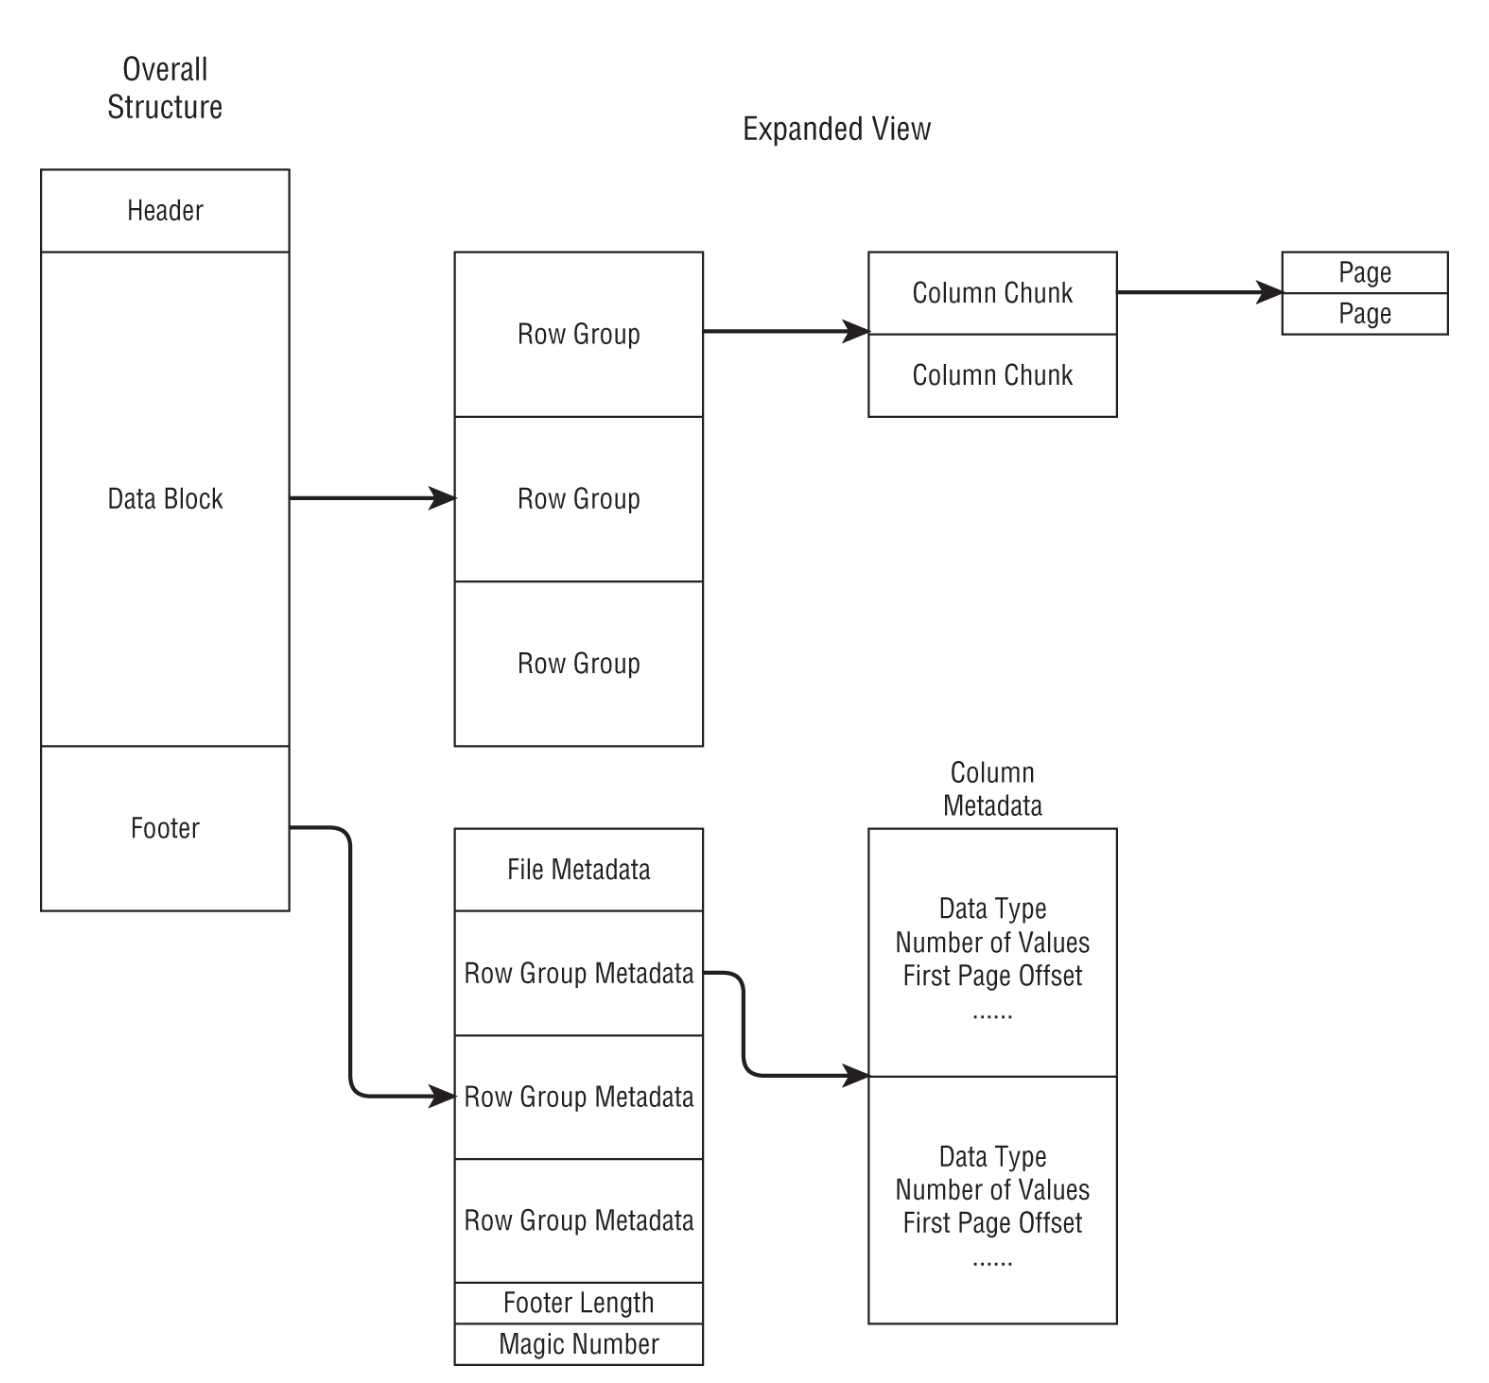 Overall
Structure
Expanded View
Header
Data Block
Footer
Row Group
Row Group
Row Group
Column Chunk
Column Chunk
Page
Page
File Metadata
Row Group Metadata
Row Group Metadata
Row Group Metadata
Footer Length
Magic Number
Column
Metadata
Data Type
Number of Values
First Page Offset
......
Data Type
Number of Values
First Page Offset
......